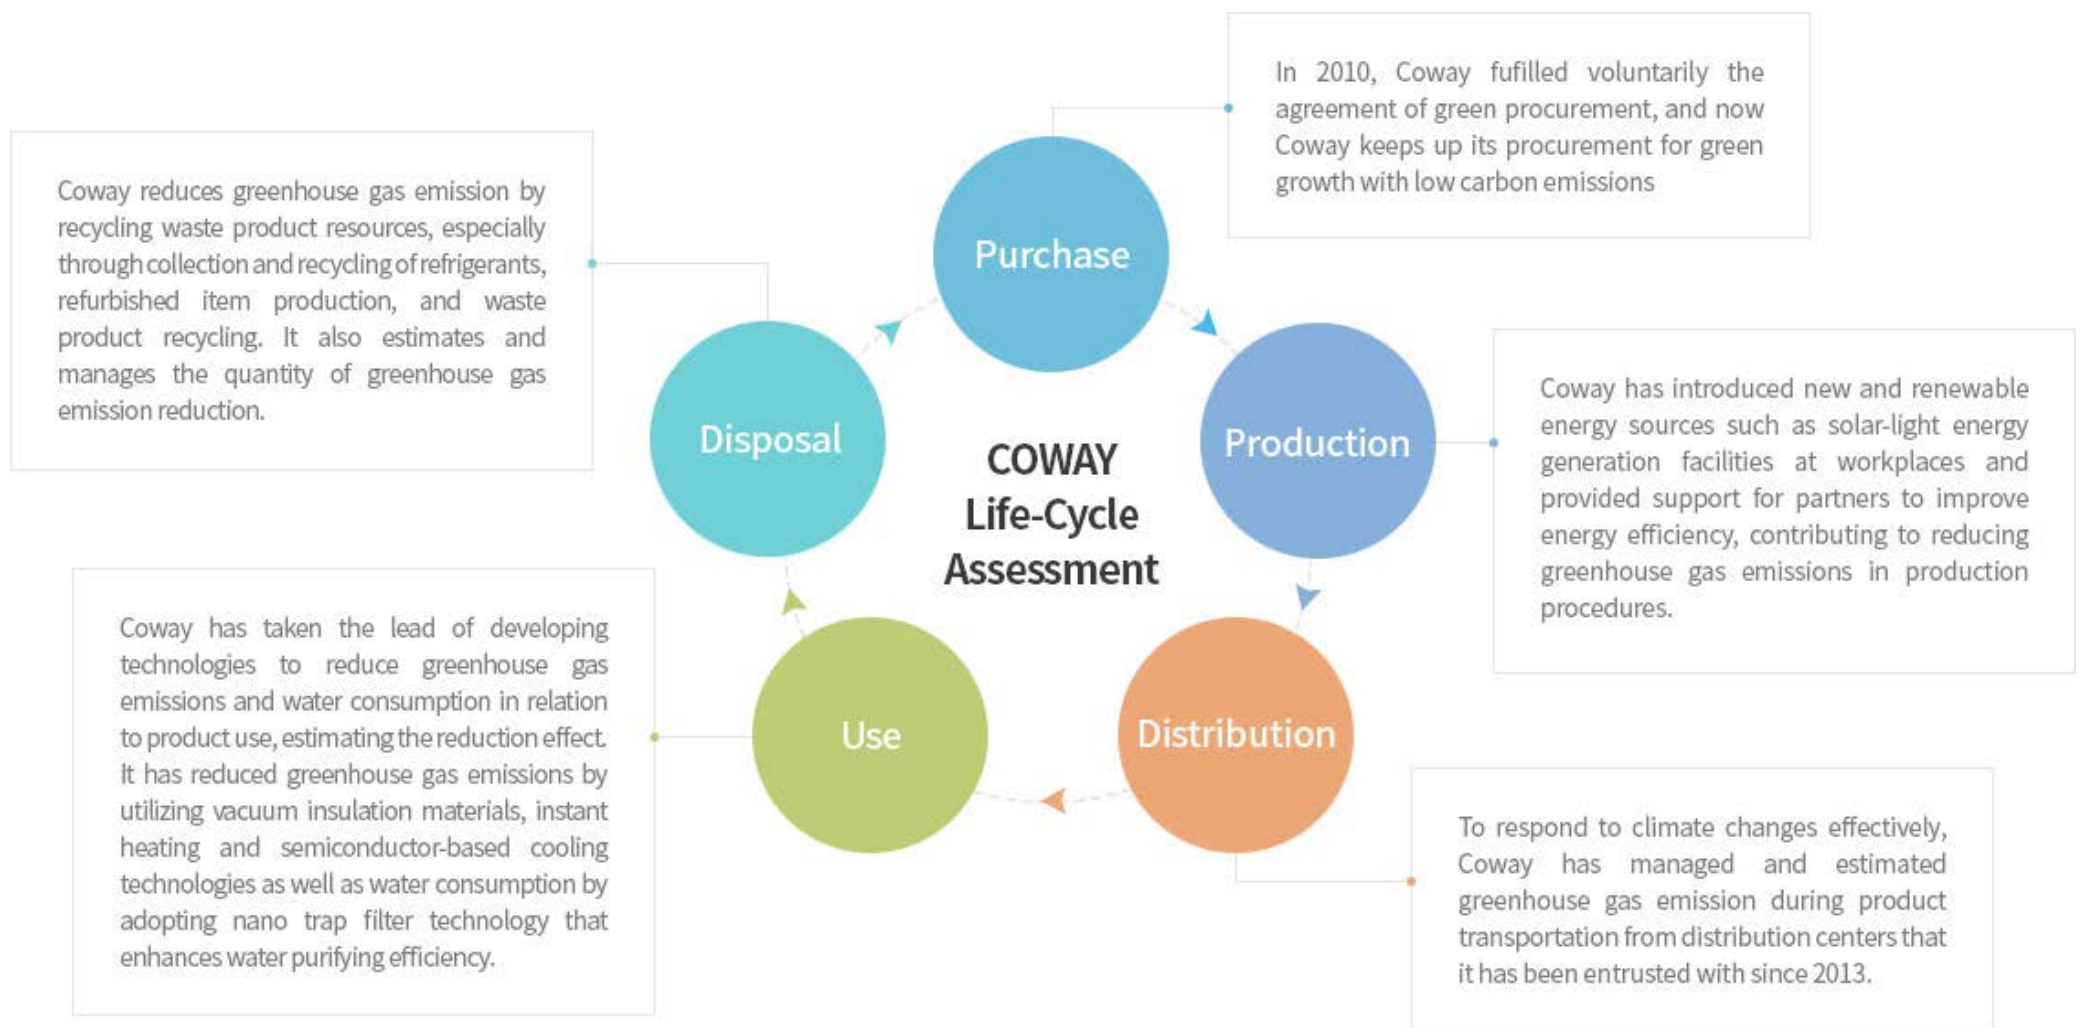 In 2010, Coway fufilled voluntarily the
agreement of green procurement, and now
Coway keeps up its procurement for green
growth with low carbon emissions
Purchase
Coway reduces greenhouse gas emission by
recycling waste product resources, especially
through collection and recycling of refrigerants,
refurbished item production, and waste
product recycling. It also estimates and
manages the quantity of greenhouse gas
emission reduction.
Disposal
COWAY
Life-Cycle
Assessment
Production
Coway has introduced new and renewable
energy sources such as solar-light energy
generation facilities at workplaces and
provided support for partners to improve
energy efficiency, contributing to reducing
greenhouse gas emissions in production
procedures.
Coway has taken the lead of developing
technologies to reduce greenhouse gas
emissions and water consumption in relation
to product use, estimating the reduction effect.
It has reduced greenhouse gas emissions by
utilizing vacuum insulation materials, instant
heating and semiconductor-based cooling
technologies as well as water consumption by
adopting nano trap filter technology that
enhances water purifying efficiency.
Use
Distribution
To respond to climate changes effectively,
Coway has managed and estimated
greenhouse gas emission during product
transportation from distribution centers that
it has been entrusted with since 2013.